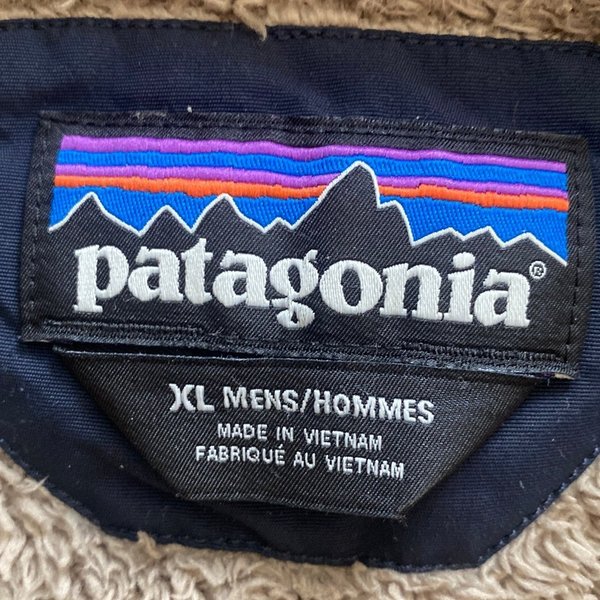 patagonia®
XL MENS/HOMMES
MADE IN VIETNAM
FABRIQUÉ AU VIETNAM